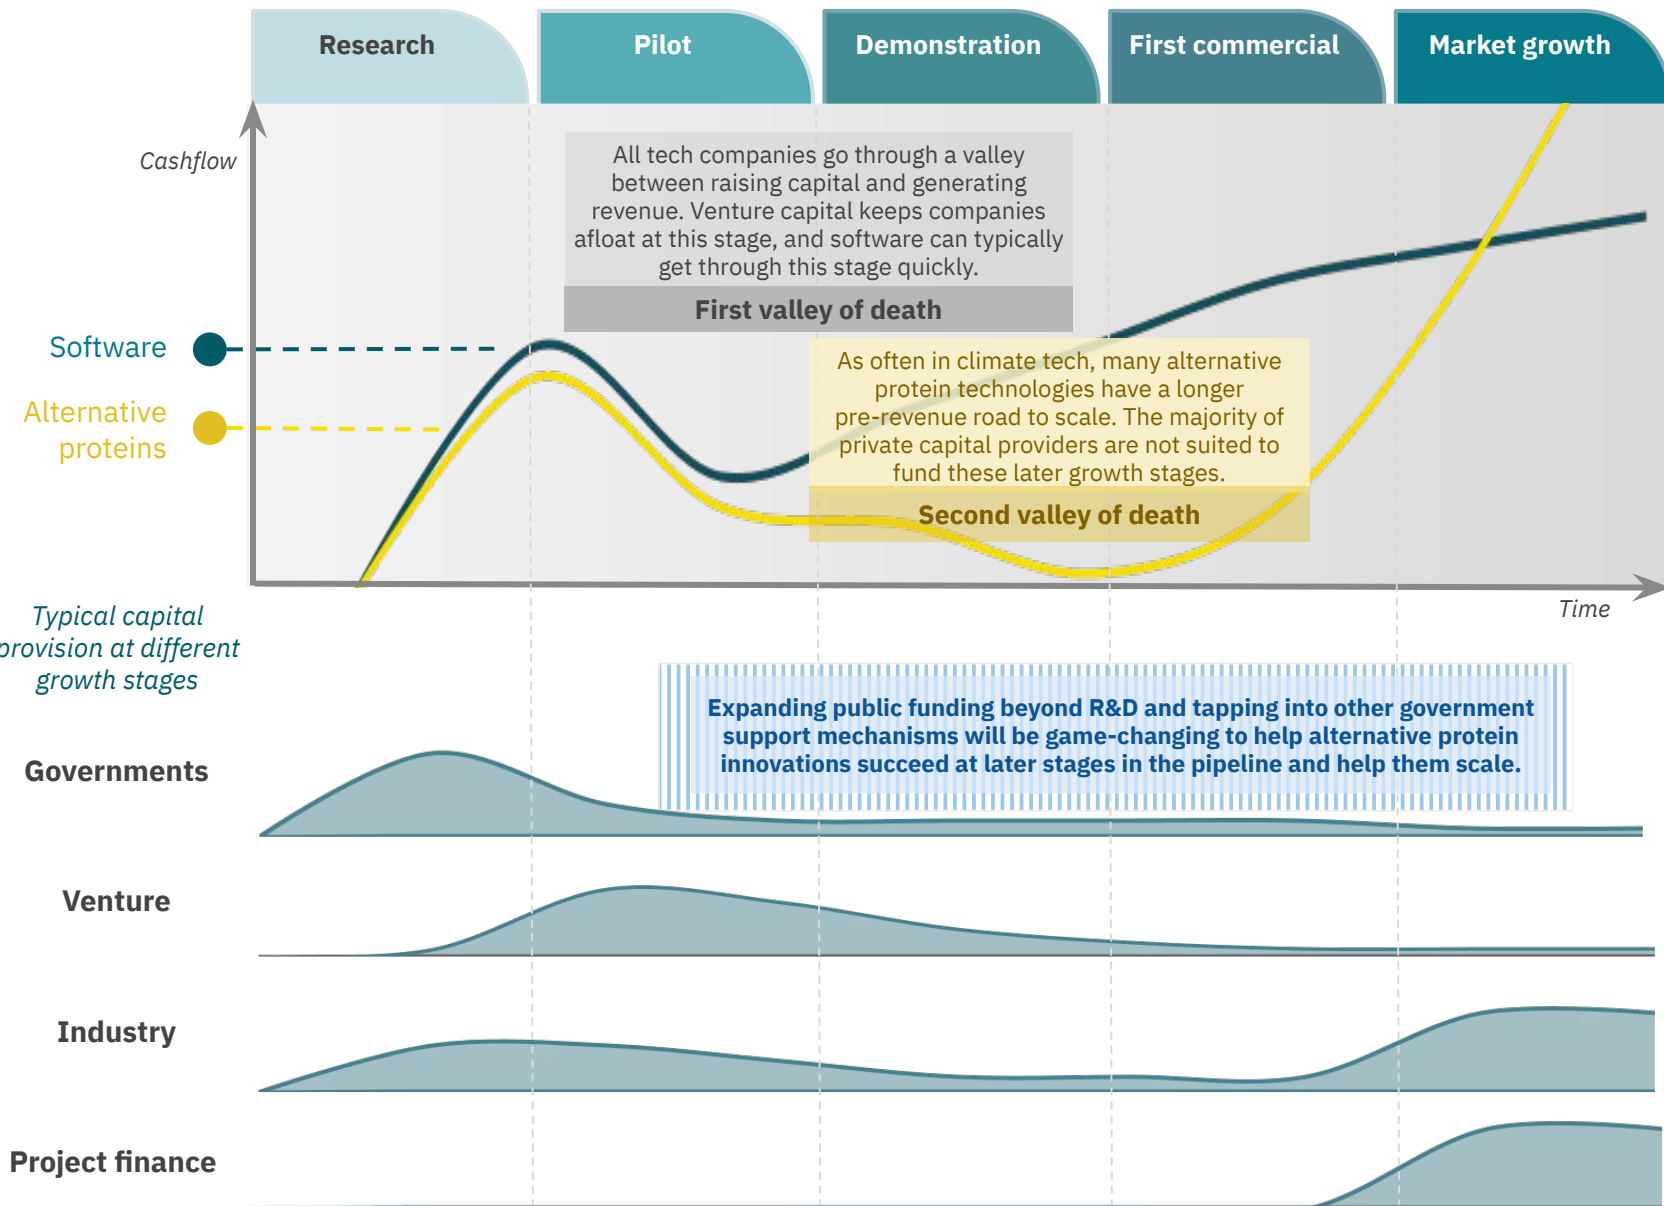 Research
Pilot
Demonstration
First commercial
Market growth
Cashflow
All tech companies go through a valley
between raising capital and generating
revenue. Venture capital keeps companies
afloat at this stage, and software can typically
get through this stage quickly.
First valley of death
Software
Alternative
proteins
As often in climate tech, many alternative
protein technologies have a longer
pre-revenue road to scale. The majority of
private capital providers are not suited to
fund these later growth stages.
Second valley of death
Time
Typical capital
provision at different
growth stages
Expanding public funding beyond R&D and tapping into other government
support mechanisms will be game-changing to help alternative protein
innovations succeed at later stages in the pipeline and help them scale.
Governments
Venture
Industry
Project finance